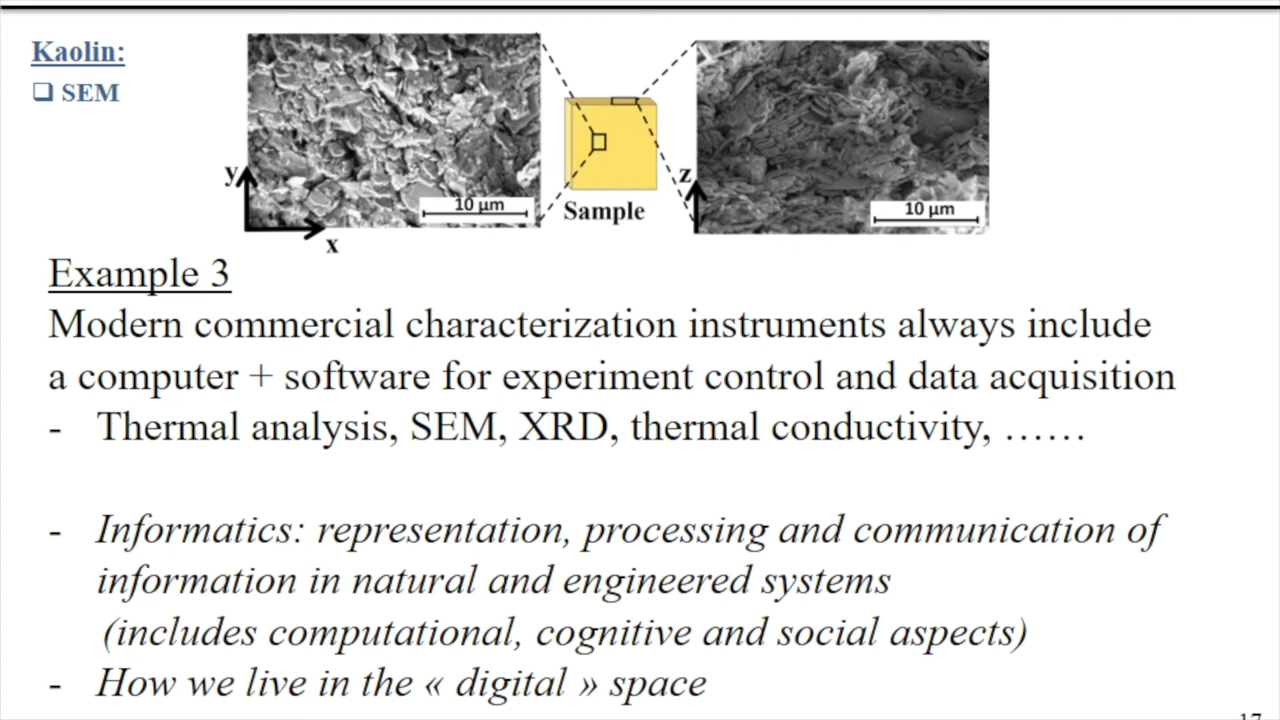 Kaolin:
❑ SEM
y
x
10 µm
Sample
z
10 µm
Example 3
Modern commercial characterization instruments always include
a computer + software for experiment control and data acquisition
- Thermal analysis, SEM, XRD, thermal conductivity, ……
- Informatics: representation, processing and communication of
information in natural and engineered systems
(includes computational, cognitive and social aspects)
- How we live in the « digital » space
17